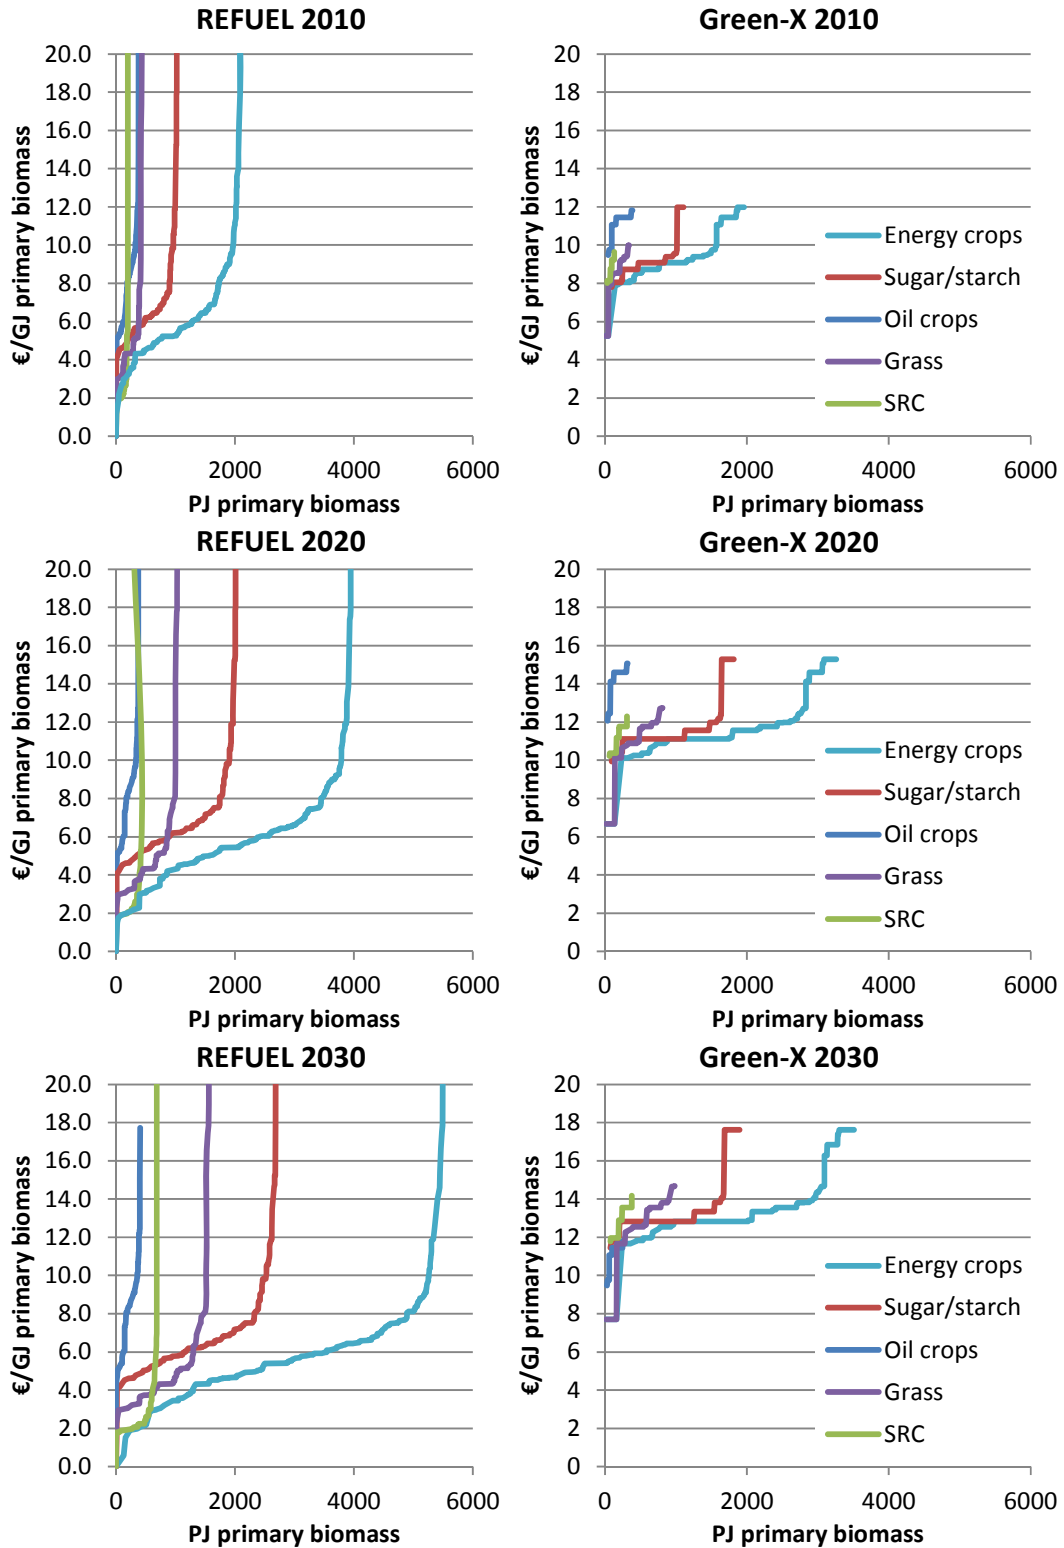 REFUEL 2010
€/GJ primary biomass
20.0
18.0
16.0
14.0
12.0
10.0
8.0
6.0
4.0
2.0
0.0
0
2000
4000
6000
PJ primary biomass
Green-X 2010
€/GJ primary biomass
20
18
16
14
12
10
8
6
4
2
0
Energy crops
Sugar/starch
Oil crops
Grass
SRC
0
2000
4000
6000
PJ primary biomass
REFUEL 2020
€/GJ primary biomass
20.0
18.0
16.0
14.0
12.0
10.0
8.0
6.0
4.0
2.0
0.0
0
2000
4000
6000
PJ primary biomass
Green-X 2020
€/GJ primary biomass
20
18
16
14
12
10
8
6
4
2
0
Energy crops
Sugar/starch
Oil crops
Grass
SRC
0
2000
4000
6000
PJ primary biomass
REFUEL 2030
€/GJ primary biomass
20.0
18.0
16.0
14.0
12.0
10.0
8.0
6.0
4.0
2.0
0.0
0
2000
4000
6000
PJ primary biomass
Green-X 2030
€/GJ primary biomass
20
18
16
14
12
10
8
6
4
2
0
Energy crops
Sugar/starch
Oil crops
Grass
SRC
0
2000
4000
6000
PJ primary biomass